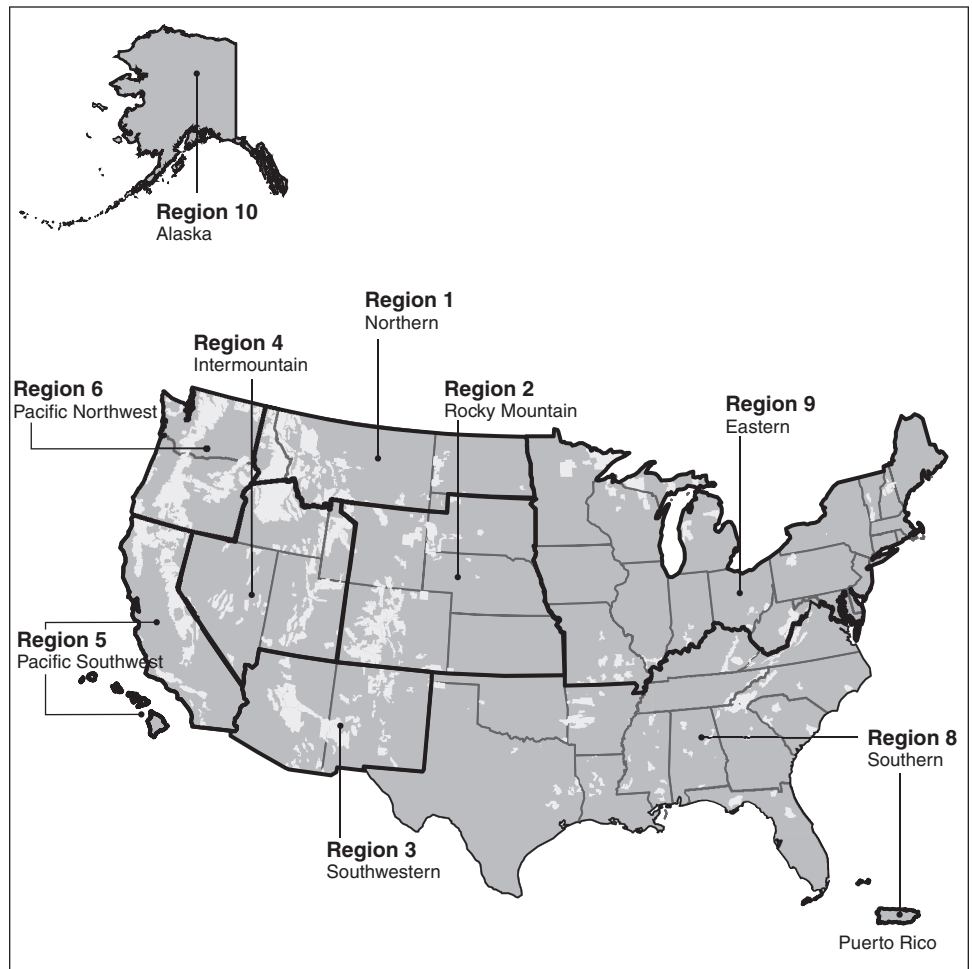 Region 10
Alaska
Region 1
Northern
Region 4
Intermountain
Region 6
Pacific Northwest
Region 2
Rocky Mountain
Region 9
Eastern
Region 5
Pacific Southwest
Region 8
Southern
Region 3
Southwestern
Puerto Rico